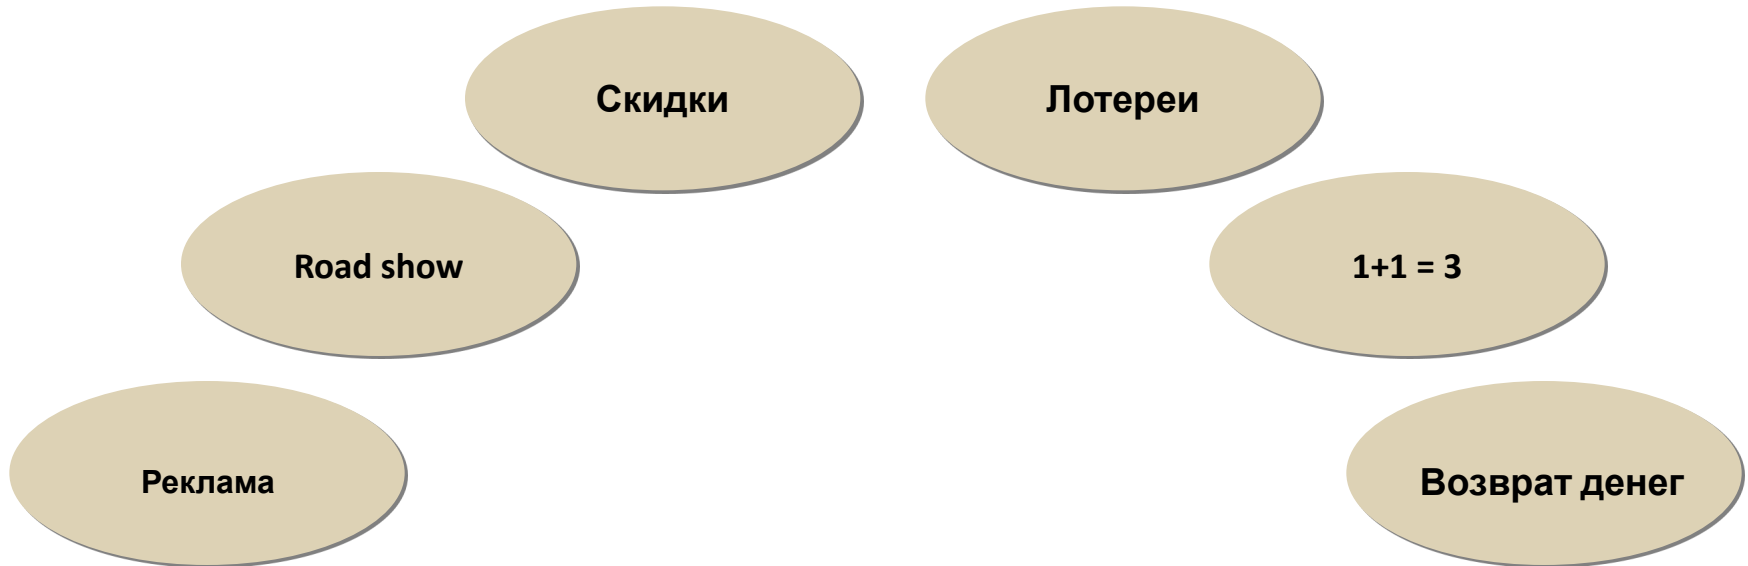 Скидки
Лотереи
Road show
1+1 = 3
Реклама
Возврат денег